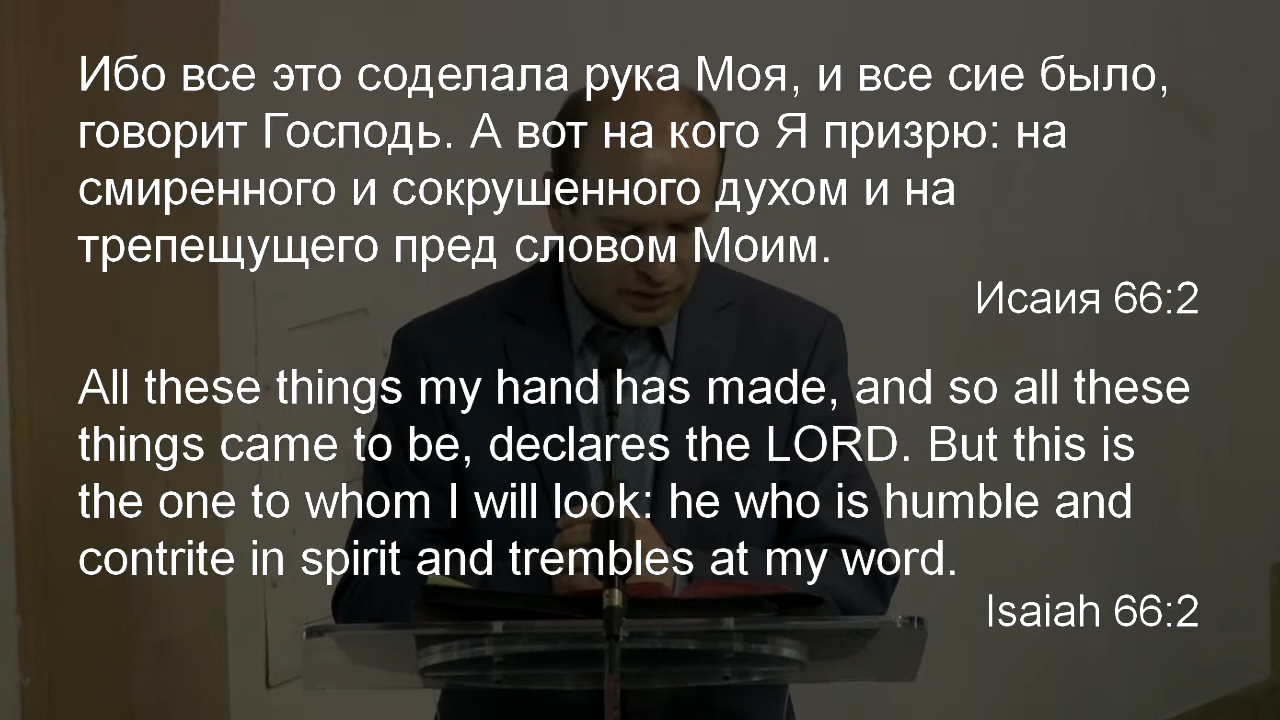 Ибо все это соделала рука Моя, и все сие было,
говорит Господь. А вот на кого Я призрю: на
смиренного и сокрушенного духом и на
трепещущего пред словом Моим.
Исаия 66:2
All these things my hand has made, and so all these
things came to be, declares the LORD. But this is
the one to whom I will look: he who is humble and
contrite in spirit and trembles at my word.
Isaiah 66:2